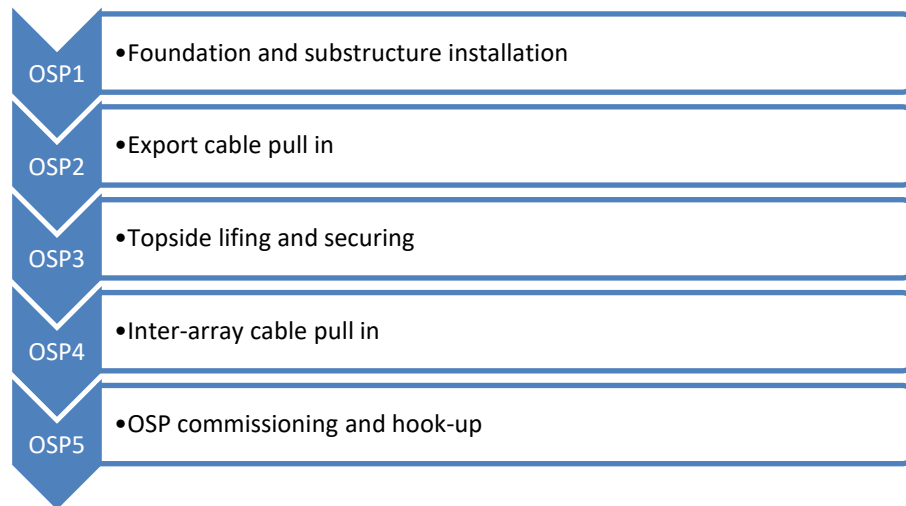 OSP1
•Foundation and substructure installation
OSP2
•Export cable pull in
OSP3
•Topside lifing and securing
OSP4
•Inter-array cable pull in
OSP5
•OSP commissioning and hook-up